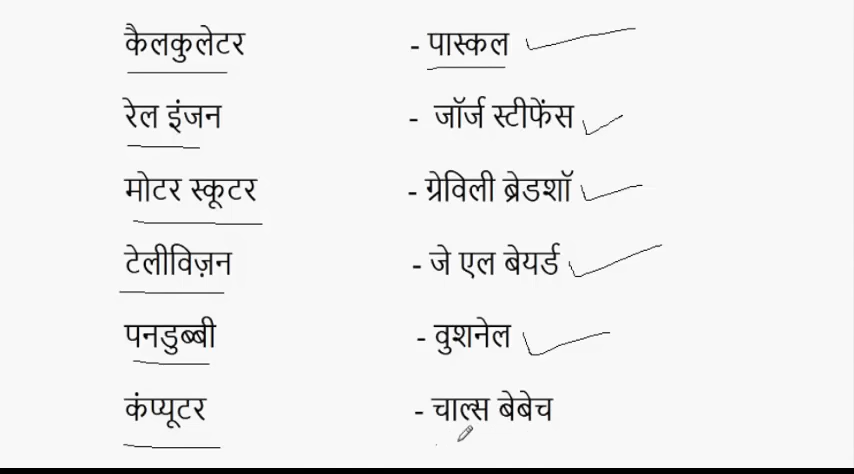 कैलकुलेटर - पास्कल
रेल इंजन - जॉर्ज स्टीफेंस
मोटर स्कूटर - ग्रेविली ब्रेडशॉ
टेलीविज़न - जे एल बेयर्ड
पनडुब्बी - वुशनेल
कंप्यूटर - चाल्स बेबेच